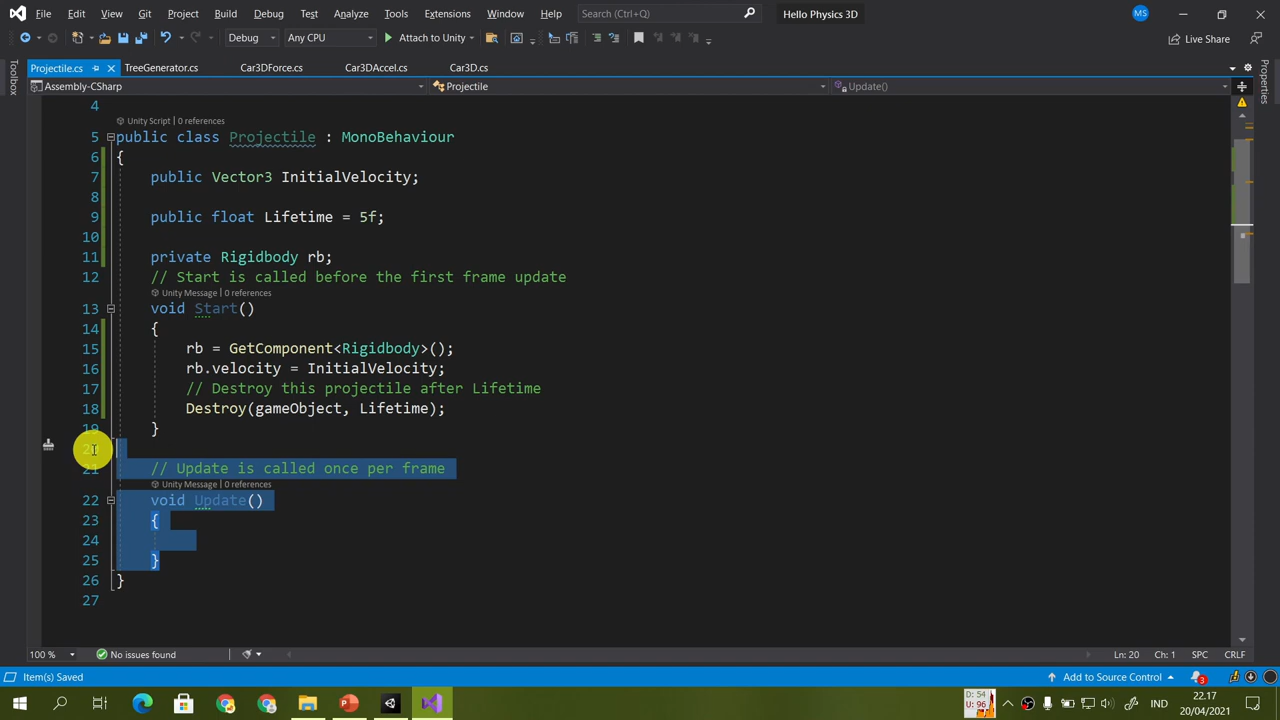 File Edit View Git Project Build Debug Test Analyze Tools Extensions Window Help Search (Ctrl+Q) Hello Physics 3D MS
Debug Any CPU Attach to Unity Live Share
Projectile.cs TreeGenerator.cs Car3DForce.cs Car3DAccel.cs Car3D.cs
Assembly-CSharp Projectile Update()
Toolbox
Properties
4
Unity Script | 0 references
5 public class Projectile : MonoBehaviour
6 {
7 public Vector3 InitialVelocity;
8
9 public float Lifetime = 5f;
10
11 private Rigidbody rb;
12 // Start is called before the first frame update
Unity Message | 0 references
13 void Start()
14 {
15 rb = GetComponent<Rigidbody>();
16 rb.velocity = InitialVelocity;
17 // Destroy this projectile after Lifetime
18 Destroy(gameObject, Lifetime);
19 }
20
21 // Update is called once per frame
Unity Message | 0 references
22 void Update()
23 {
24
25 }
26 }
27
100 % No issues found Ln: 20 Ch: 1 SPC CRLF
Item(s) Saved Add to Source Control 3
D: 54
U: 96
IND
22.17
20/04/2021